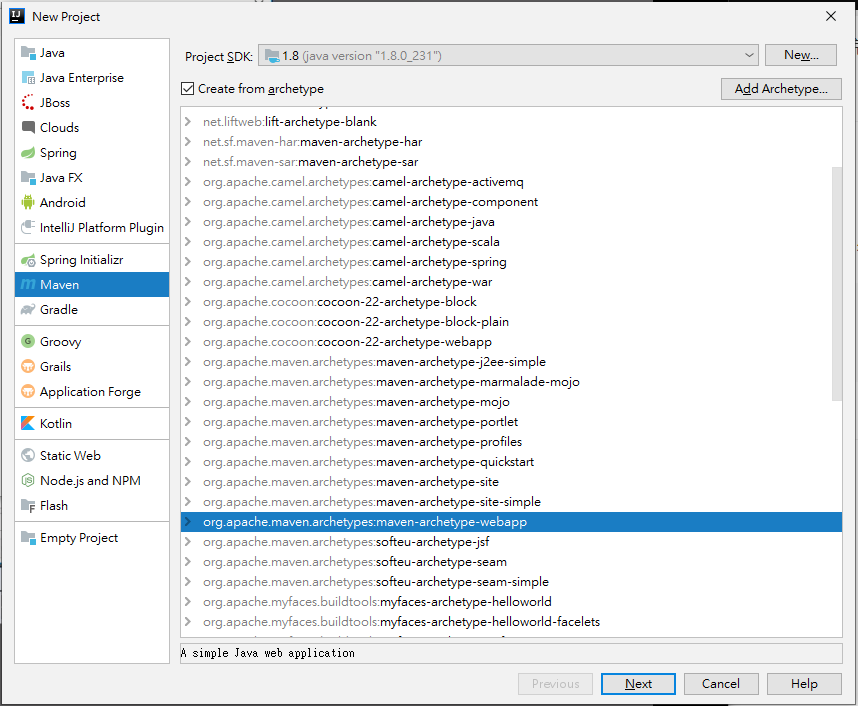 New Project
Java
Java Enterprise
JBoss
Clouds
Spring
Java FX
Android
IntelliJ Platform Plugin
Spring Initializr
Maven
Gradle
Groovy
Grails
Application Forge
Kotlin
Static Web
Node.js and NPM
Flash
Empty Project
Project SDK: 1.8 (java version "1.8.0_231") New...
Create from archetype Add Archetype...
net.liftweb:lift-archetype-blank
net.sf.maven-har:maven-archetype-har
net.sf.maven-sar:maven-archetype-sar
org.apache.camel.archetypes:camel-archetype-activemq
org.apache.camel.archetypes:camel-archetype-component
org.apache.camel.archetypes:camel-archetype-java
org.apache.camel.archetypes:camel-archetype-scala
org.apache.camel.archetypes:camel-archetype-spring
org.apache.camel.archetypes:camel-archetype-war
org.apache.cocoon:cocoon-22-archetype-block
org.apache.cocoon:cocoon-22-archetype-block-plain
org.apache.cocoon:cocoon-22-archetype-webapp
org.apache.maven.archetypes:maven-archetype-j2ee-simple
org.apache.maven.archetypes:maven-archetype-marmalade-mojo
org.apache.maven.archetypes:maven-archetype-mojo
org.apache.maven.archetypes:maven-archetype-portlet
org.apache.maven.archetypes:maven-archetype-profiles
org.apache.maven.archetypes:maven-archetype-quickstart
org.apache.maven.archetypes:maven-archetype-site
org.apache.maven.archetypes:maven-archetype-site-simple
org.apache.maven.archetypes:maven-archetype-webapp
org.apache.maven.archetypes:softeu-archetype-jsf
org.apache.maven.archetypes:softeu-archetype-seam
org.apache.maven.archetypes:softeu-archetype-seam-simple
org.apache.myfaces.buildtools:myfaces-archetype-helloworld
org.apache.myfaces.buildtools:myfaces-archetype-helloworld-facelets
A simple Java web application
Previous Next Cancel Help